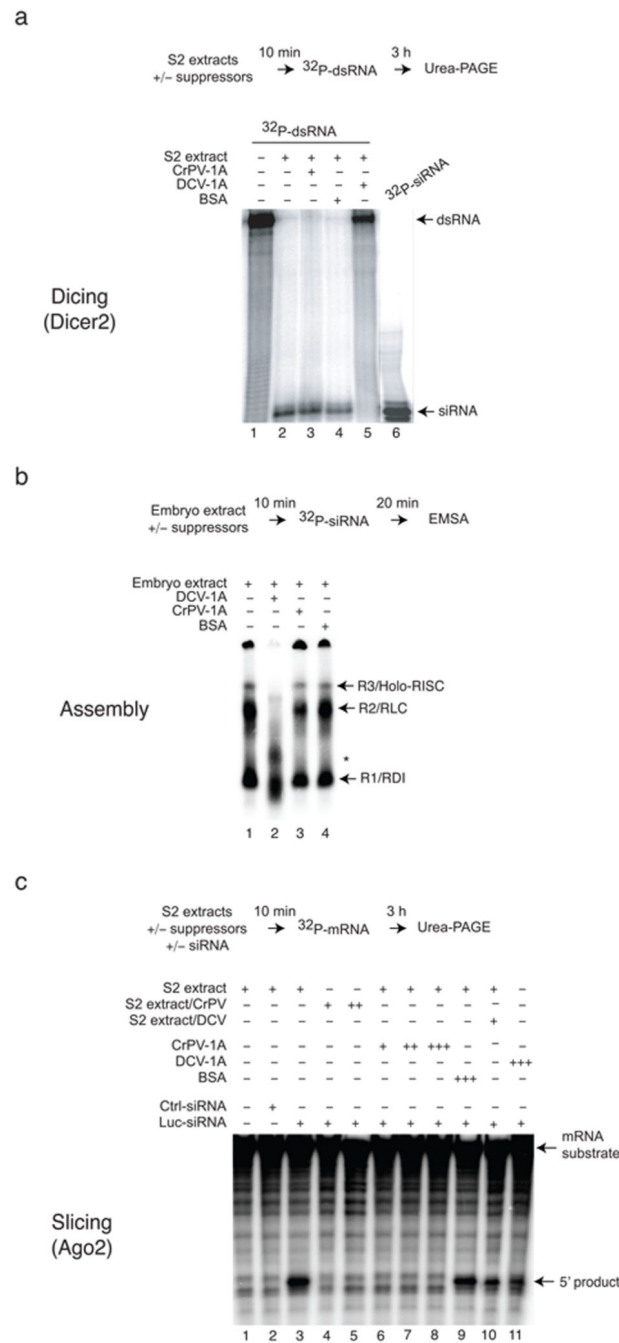 a
S2 extracts
+/– suppressors
10 min
→
32P-dsRNA
3 h
→
Urea-PAGE
32P-dsRNA
S2 extract – + + + +
CrPV-1A – – + – –
DCV-1A – – – – +
BSA – – – + –
32P-siRNA
dsRNA
Dicing
(Dicer2)
siRNA
1 2 3 4 5 6
b
Embryo extract
+/– suppressors
10 min
→
32P-siRNA
20 min
→
EMSA
Embryo extract + + + +
DCV-1A – + – –
CrPV-1A – – + –
BSA – – – +
R3/Holo-RISC
R2/RLC
Assembly
*
R1/RDI
1 2 3 4
c
S2 extracts
+/– suppressors
+/– siRNA
10 min
→
32P-mRNA
3 h
→
Urea-PAGE
S2 extract + + + – – + + + + + –
S2 extract/CrPV – – – + ++ – – – – – –
S2 extract/DCV – – – – – – – – – + –
CrPV-1A – – – – – + ++ +++ – – –
DCV-1A – – – – – – – – – – +++
BSA – – – – – – – – +++ – –
Ctrl-siRNA – + – – – – – – – – –
Luc-siRNA – – + + + + + + + + +
mRNA
substrate
Slicing
(Ago2)
5' product
1 2 3 4 5 6 7 8 9 10 11